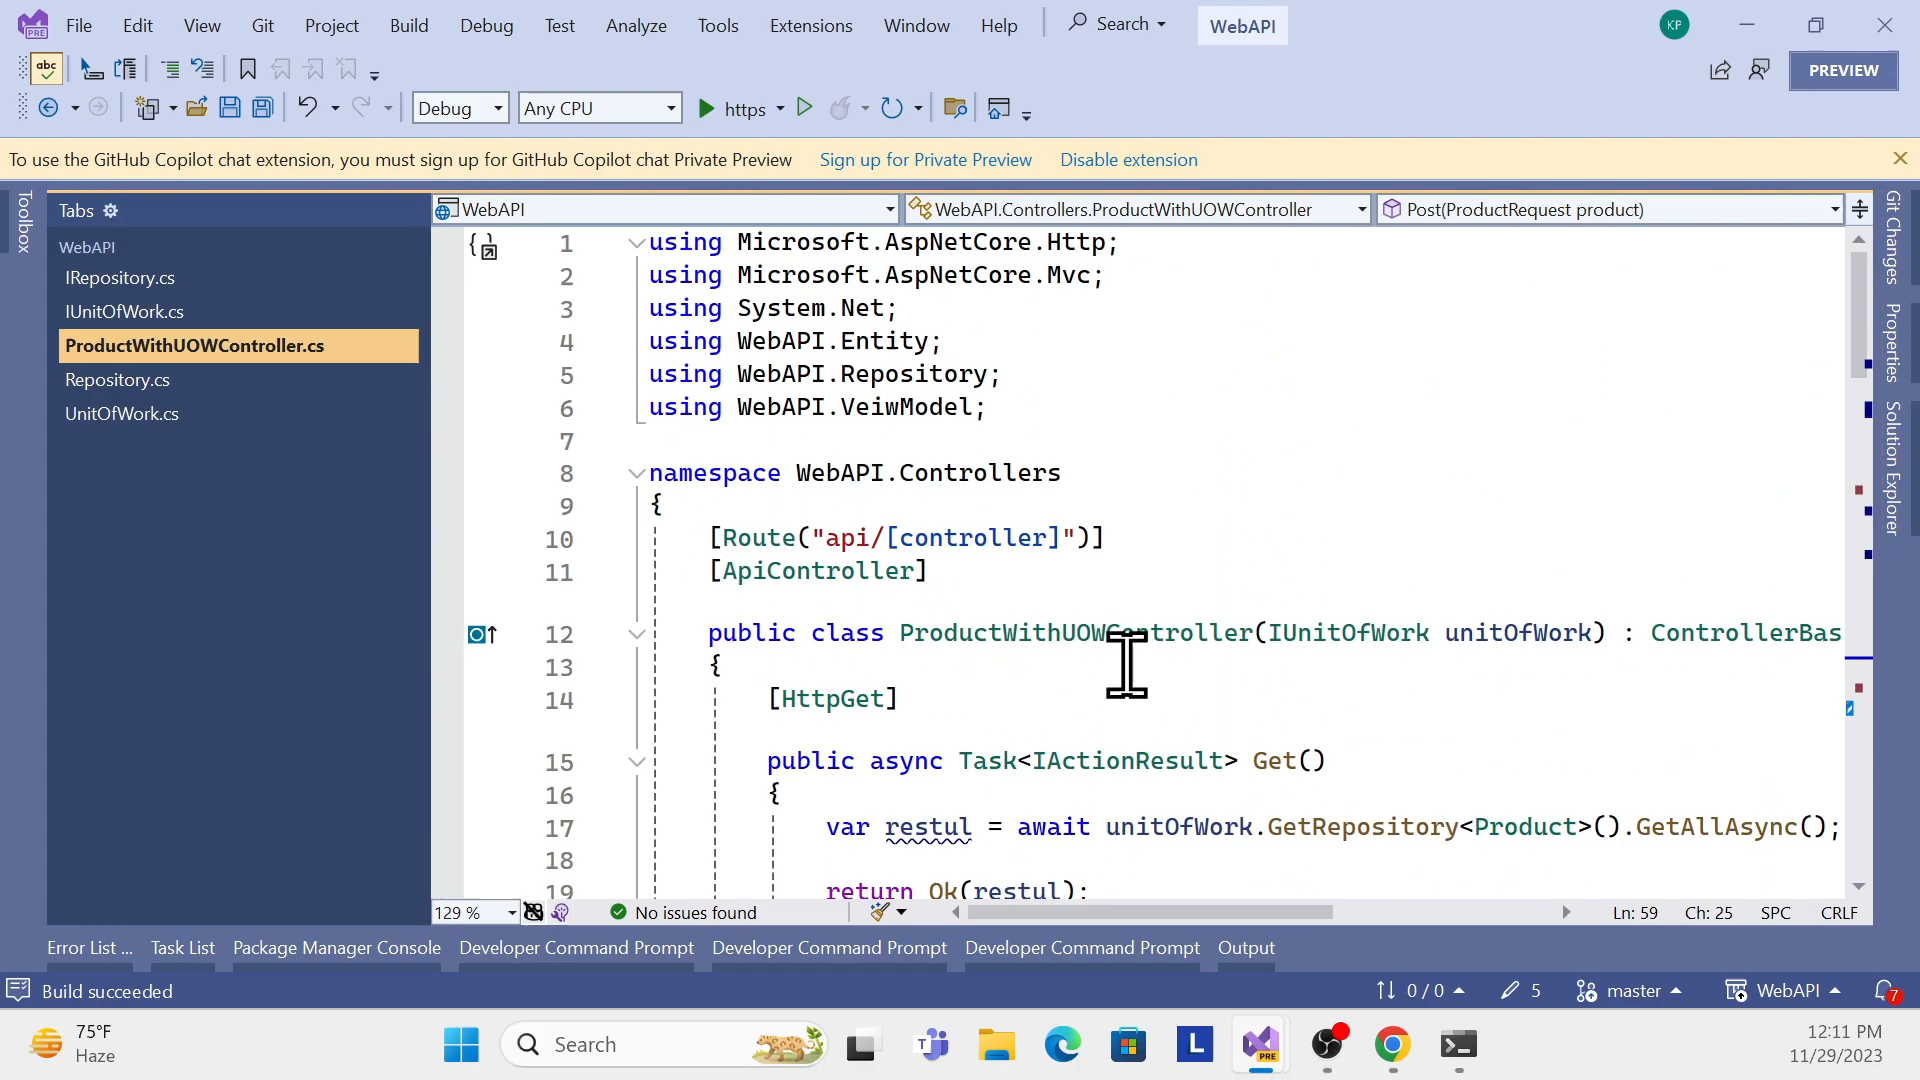 File Edit View Git Project Build Debug Test Analyze Tools Extensions Window Help Search WebAPI KP
abc PREVIEW
Debug Any CPU https
To use the GitHub Copilot chat extension, you must sign up for GitHub Copilot chat Private Preview Sign up for Private Preview Disable extension
Toolbox
Tabs
WebAPI
IRepository.cs
IUnitOfWork.cs
ProductWithUOWController.cs
Repository.cs
UnitOfWork.cs
WebAPI WebAPI.Controllers.ProductWithUOWController Post(ProductRequest product)
1 using Microsoft.AspNetCore.Http;
2 using Microsoft.AspNetCore.Mvc;
3 using System.Net;
4 using WebAPI.Entity;
5 using WebAPI.Repository;
6 using WebAPI.VeiwModel;
7
8 namespace WebAPI.Controllers
9 {
10 [Route("api/[controller]")]
11 [ApiController]
12 public class ProductWithUOWController(IUnitOfWork unitOfWork) : ControllerBas
13 {
14 [HttpGet]
15 public async Task<IActionResult> Get()
16 {
17 var restul = await unitOfWork.GetRepository<Product>().GetAllAsync();
18
19 return Ok(restul);
Git Changes
Properties
Solution Explorer
129 % No issues found Ln: 59 Ch: 25 SPC CRLF
Error List ... Task List Package Manager Console Developer Command Prompt Developer Command Prompt Developer Command Prompt Output
Build succeeded 0 / 0 5 master WebAPI 7
75°F
Haze
Search
T
L
PRE
12:11 PM
11/29/2023